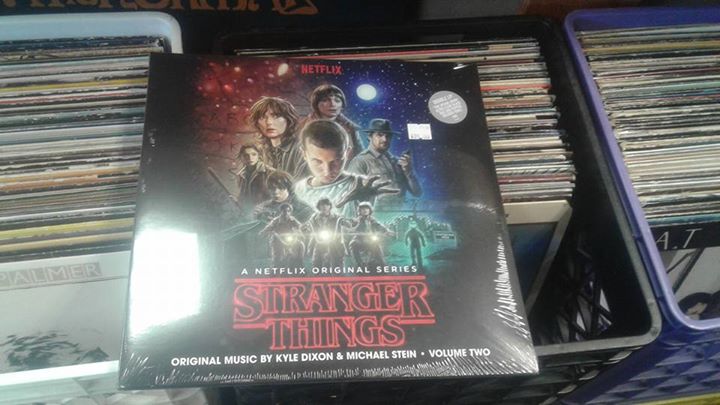 NETFLIX
A NETFLIX ORIGINAL SERIES
STRANGER
THINGS
ORIGINAL MUSIC BY KYLE DIXON & MICHAEL STEIN • VOLUME TWO
PALMER
A.T